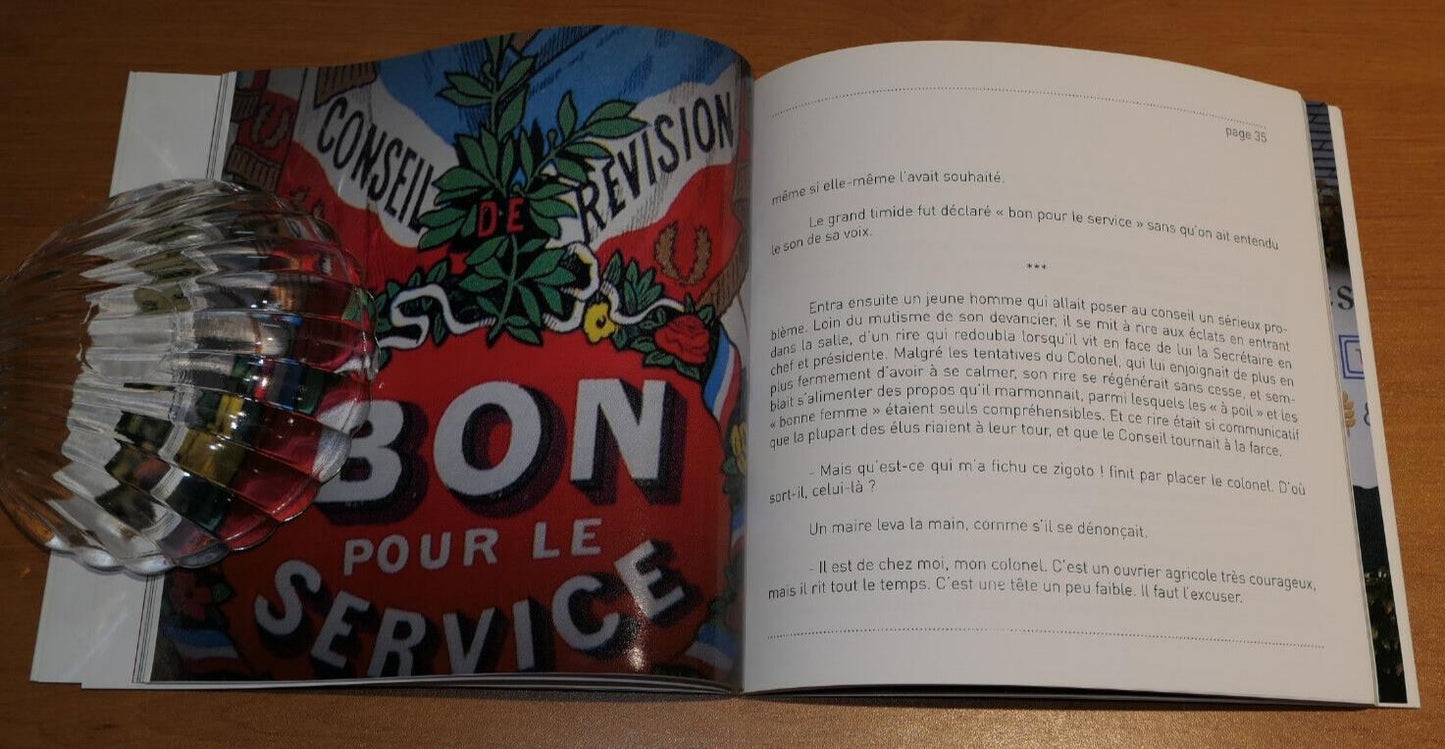 CONSEIL
DE
RÉVISION
BON
POUR LE
SERVICE
page 35
même si elle-même l'avait souhaité.
Le grand timide fut déclaré « bon pour le service » sans qu'on ait entendu
le son de sa voix.
***
Entra ensuite un jeune homme qui allait poser au conseil un sérieux pro-
blème. Loin du mutisme de son devancier, il se mit à rire aux éclats en entrant
dans la salle, d'un rire qui redoubla lorsqu'il vit en face de lui la Secrétaire en
chef et présidente. Malgré les tentatives du Colonel, qui lui enjoignait de plus en
plus fermement d'avoir à se calmer, son rire se régénérait sans cesse, et sem-
blait s'alimenter des propos qu'il marmonnait, parmi lesquels les « à poil » et les
« bonne femme » étaient seuls compréhensibles. Et ce rire était si communicatif
que la plupart des élus riaient à leur tour, et que le Conseil tournait à la farce.
- Mais qu'est-ce qui m'a fichu ce zigoto ! finit par placer le colonel. D'où
sort-il, celui-là ?
Un maire leva la main, comme s'il se dénonçait.
- Il est de chez moi, mon colonel. C'est un ouvrier agricole très courageux,
mais il rit tout le temps. C'est une tête un peu faible. Il faut l'excuser.